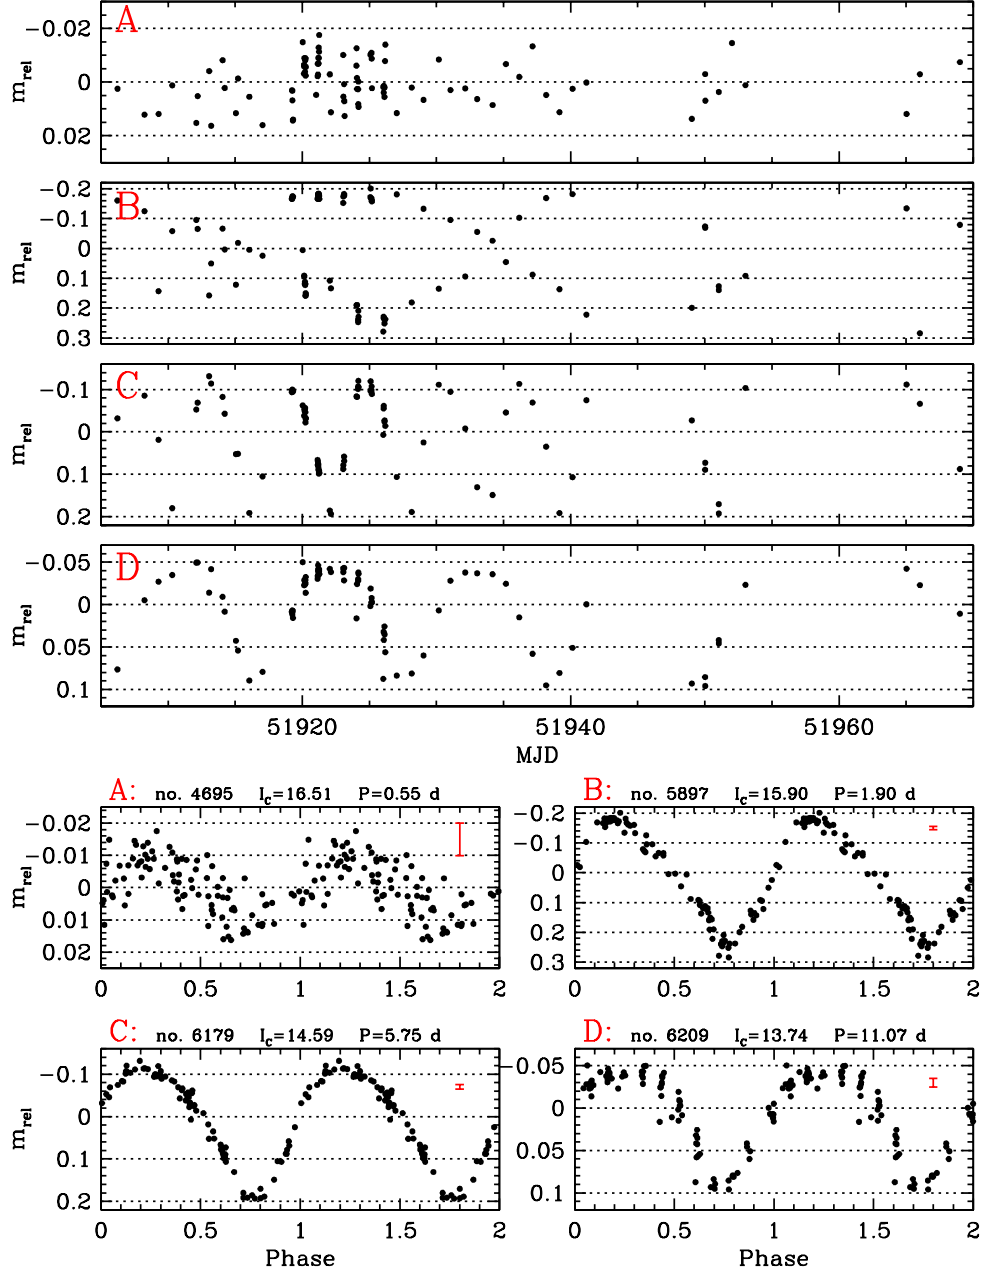 A
−0.02
0
0.02
m_rel
B
−0.2
−0.1
0
0.1
0.2
0.3
m_rel
C
−0.1
0
0.1
0.2
m_rel
D
−0.05
0
0.05
0.1
m_rel
51920 51940 51960
MJD
A: no. 4695 I_C=16.51 P=0.55 d
−0.02
−0.01
0
0.01
0.02
m_rel
0 0.5 1 1.5 2
Phase
B: no. 5897 I_C=15.90 P=1.90 d
−0.2
−0.1
0
0.1
0.2
0.3
0 0.5 1 1.5 2
Phase
C: no. 6179 I_C=14.59 P=5.75 d
−0.1
0
0.1
0.2
m_rel
0 0.5 1 1.5 2
Phase
D: no. 6209 I_C=13.74 P=11.07 d
−0.05
0
0.05
0.1
0 0.5 1 1.5 2
Phase